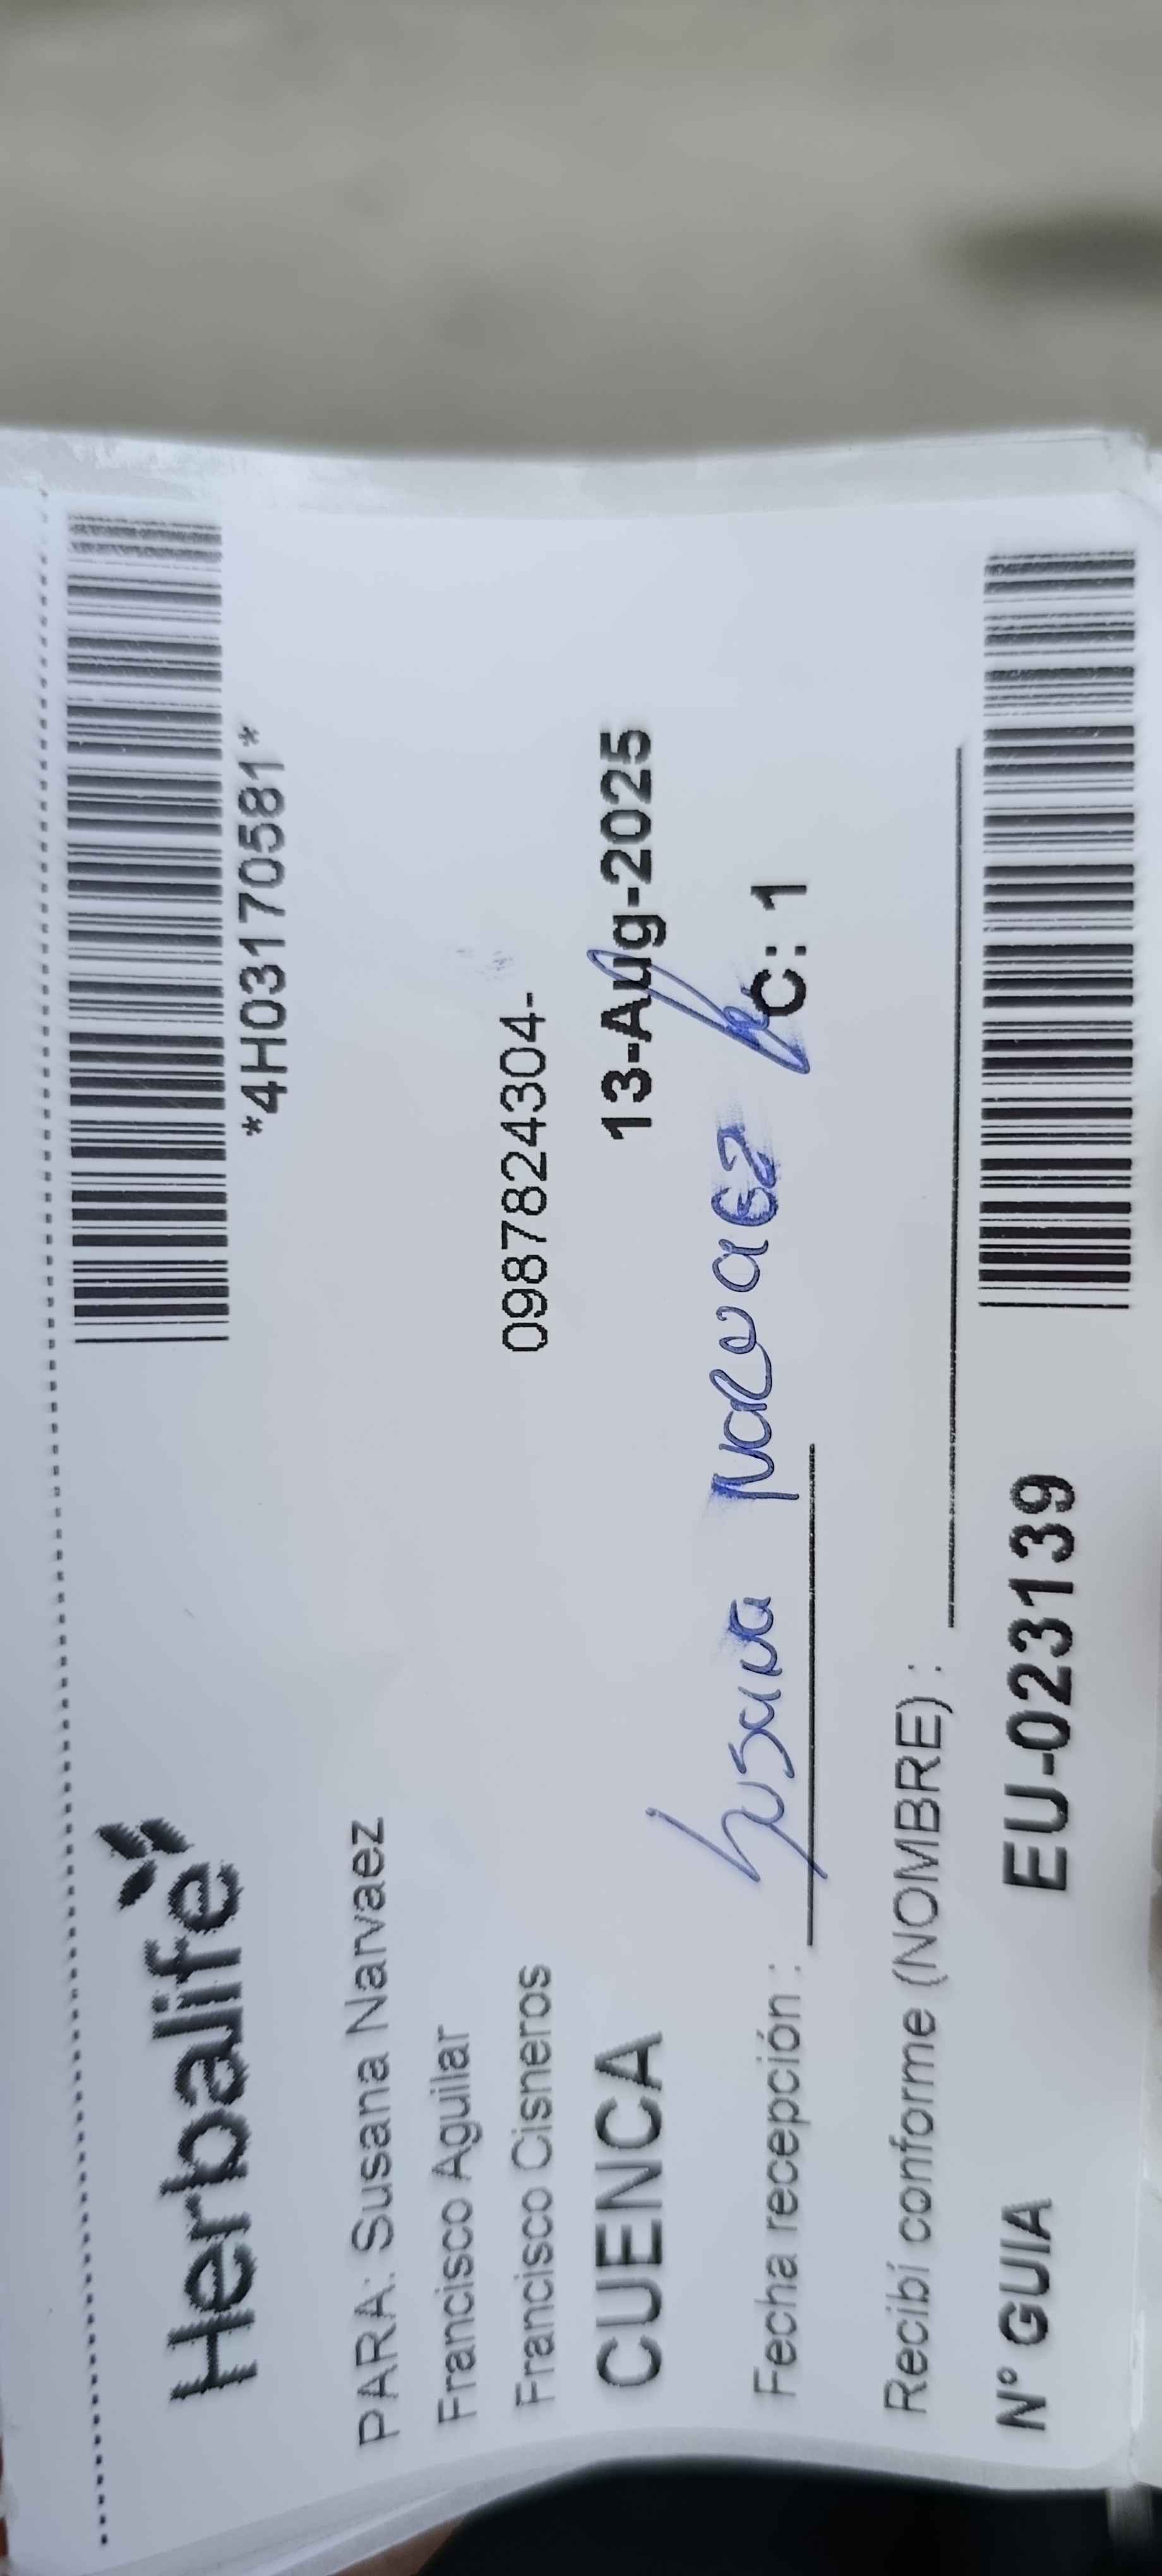 Herbalife
*4H03170581*
PARA: Susana Narvaez
Francisco Aguilar
Francisco Cisneros 0987824304-
CUENCA 13-Aug-2025
Susana Narvaez
Fecha recepción : C: 1
Recibí conforme (NOMBRE) :
N° GUIA EU-023139